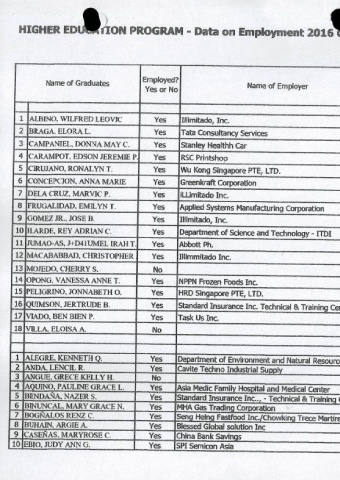 HIGHER EDUCATION PROGRAM - Data on Employment 2016
Name of Graduates Employed? Yes or No Name of Employer
1 ALBINO, WILFRED LEOVIC Yes Illimitado, Inc.
2 BRAGA, ELORA L. Yes Tata Consultancy Services
3 CAMPANIEL, DONNA MAY C. Yes Stanley Healthh Car
4 CARAMPOT, EDSON JEREMIE P. Yes RSC Printshop
5 CIRUJANO, RONALYN T. Yes Wu Kong Singapore PTE, LTD.
6 CONCEPCION, ANNA MARIE Yes Greenkraft Corporation
7 DELA CRUZ, MARVIC P. Yes iLLimitado Inc.
8 FRUGALIDAD, EMILYN T. Yes Applied Systems Manufacturing Corporation
9 GOMEZ JR., JOSE B. Yes Illimitado, Inc.
10 ILARDE, REY ADRIAN C. Yes Department of Science and Technology - ITDI
11 JUMAO-AS, J+D41UMEL IRAH T. Yes Abbott Ph.
12 MACABABBAD, CHRISTOPHER Yes Illimmitado Inc.
13 MOJEDO, CHERRY S. No
14 OPONG, VANESSA ANNE T. Yes NPPN Frozen Foods Inc.
15 PELIGRINO, JONNABETH O. Yes HRD Singapore PTE, LTD.
16 QUIMSON, JERTRUDE B. Yes Standard Insurance Inc. Technical & Training Ce
17 VIADO, BEN BIEN P. Yes Task Us Inc.
18 VILLA, ELOISA A. No
1 ALEGRE, KENNETH Q. Yes Department of Environment and Natural Resourc
2 ANDA, LENCIL R. Yes Cavite Techno Industrial Supply
3 ANGUE, GRECE KELLY H. No
4 AQUINO, PAULINE GRACE L. Yes Asia Medic Family Hospital and Medical Center
5 BENDAÑA, NAZER S. Yes Standard Insurance Inc.., - Technical & Training
6 BINUNCAL, MARY GRACE N. Yes MHA Gas Trading Corporation
7 BOGÑALOS RENZ C. Yes Seng Heing Fastfood Inc./Chowking Trece Martire
8 BUHAIN, ARGIE A. Yes Blessed Global solution Inc
9 CASEÑAS, MARYROSE C. Yes China Bank Savings
10 EBIO, JUDY ANN G. Yes SPI Semicon Asia